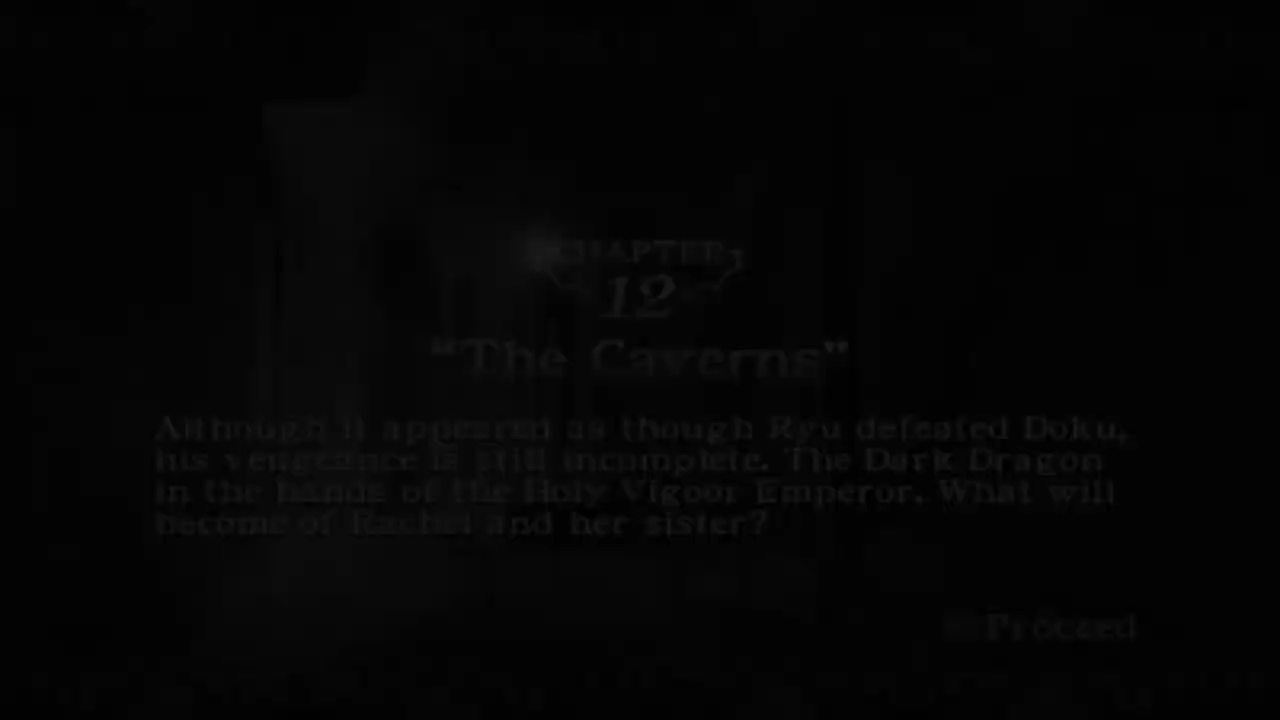 CHAPTER
12
"The Caverns"
Although it appeared as though Ryu defeated Doku,
his vengeance is still incomplete. The Dark Dragon
in the hands of the Holy Vigoor Emperor. What will
become of Rachel and her sister?
Proceed